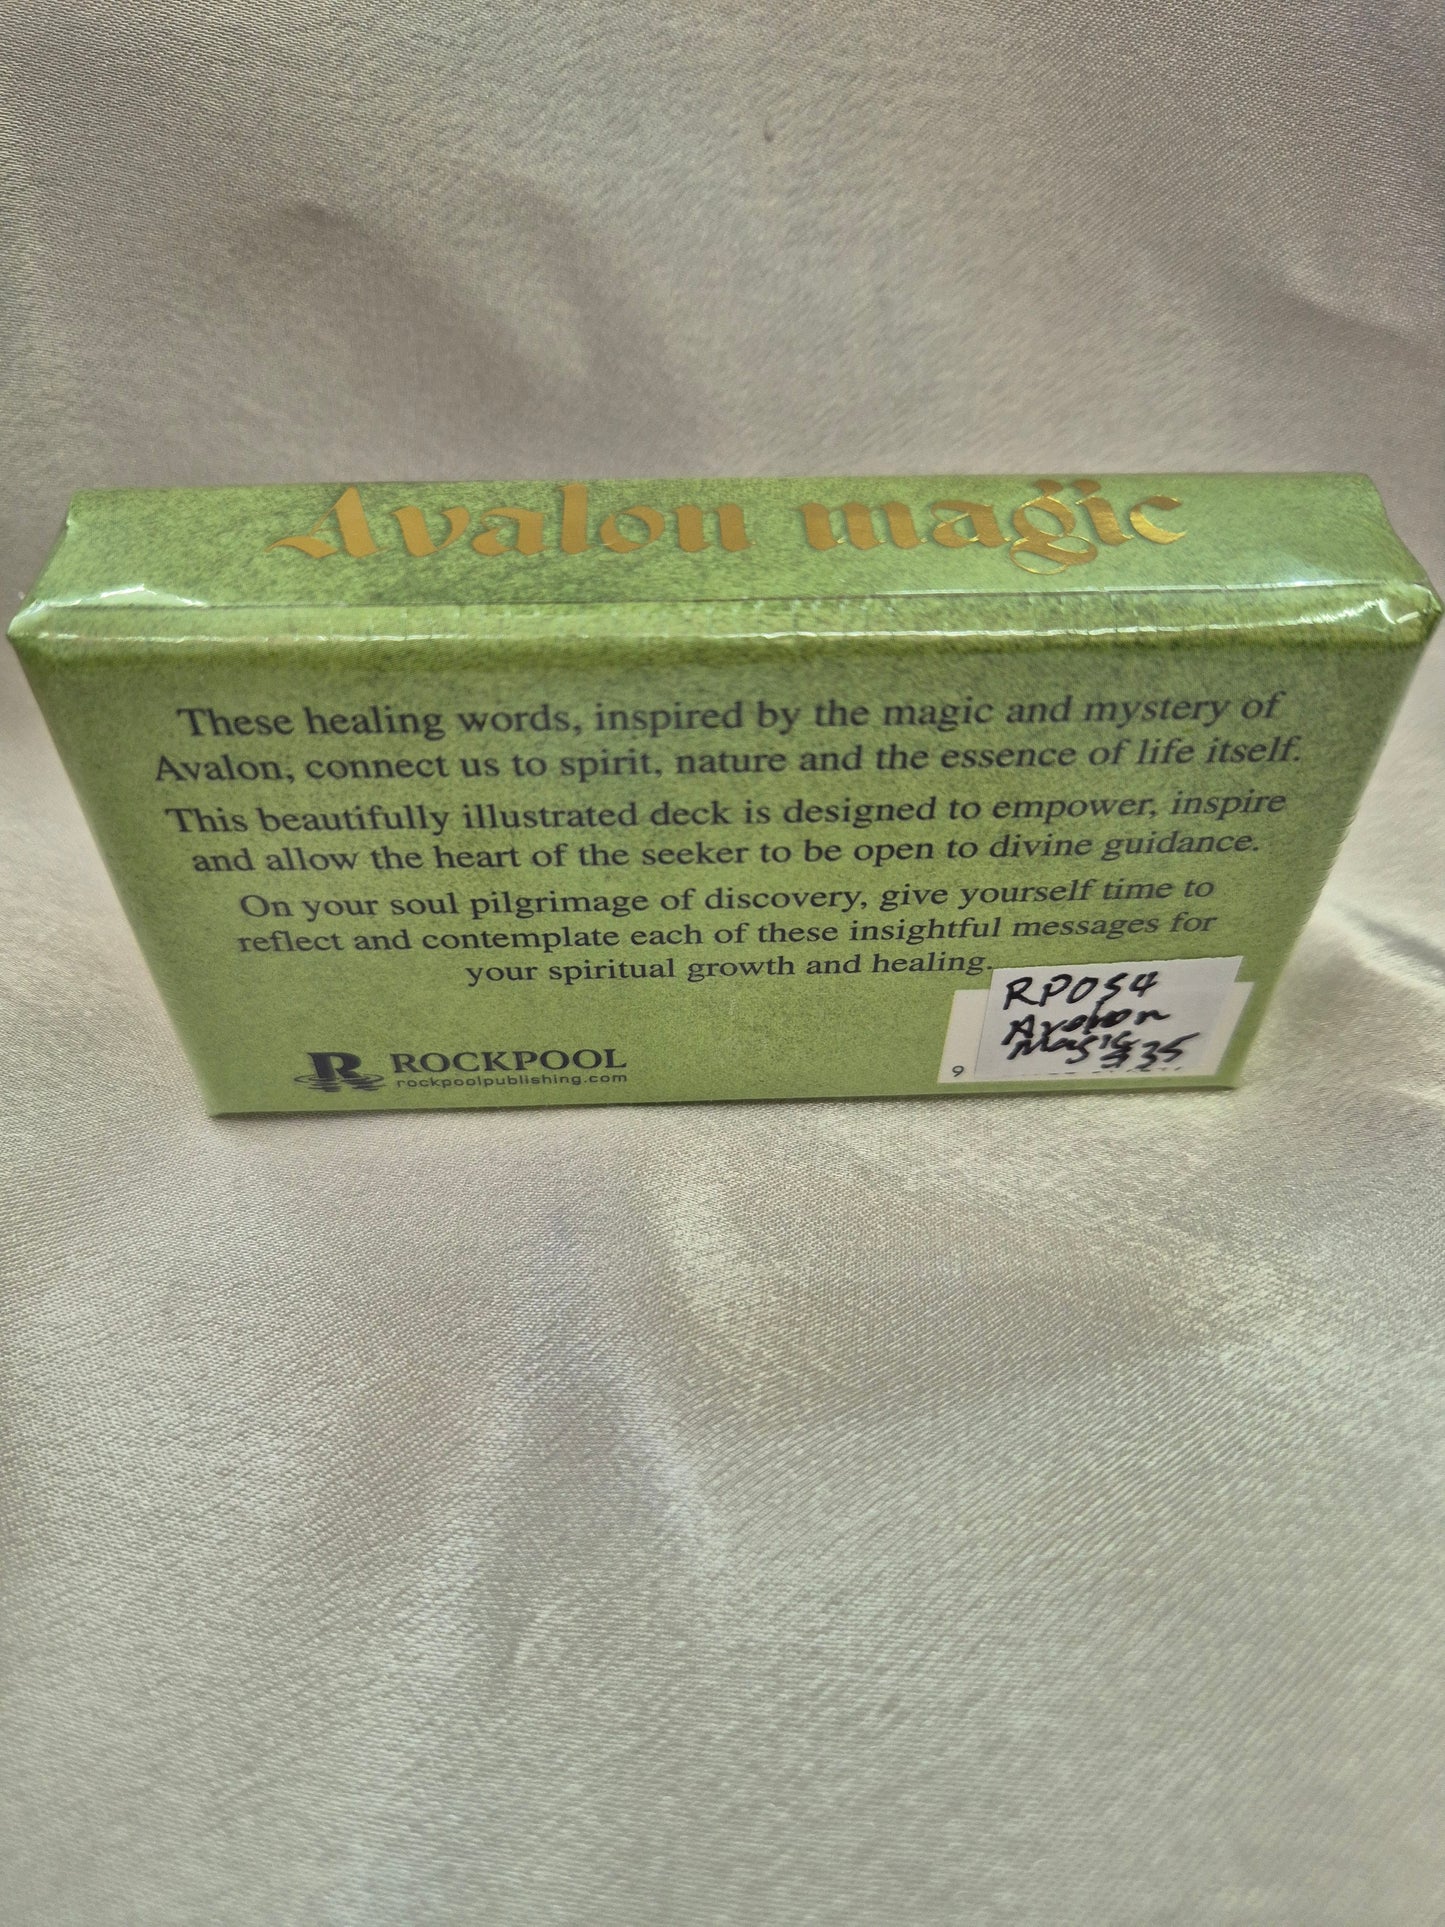 Avalon magic
These healing words, inspired by the magic and mystery of
Avalon, connect us to spirit, nature and the essence of life itself.
This beautifully illustrated deck is designed to empower, inspire
and allow the heart of the seeker to be open to divine guidance.
On your soul pilgrimage of discovery, give yourself time to
reflect and contemplate each of these insightful messages for
your spiritual growth and healing.
R ROCKPOOL
rockpoolpublishing.com
RP054
Avalon
Magic $35
9